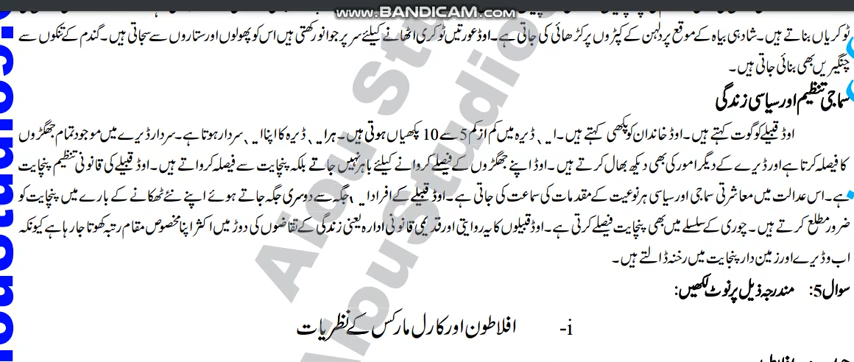 WWW.BANDICAM.COM
ٹوکریاں بناتے ہیں۔ شادی بیاہ کے موقع پر دلہن کے کپڑوں پر کڑھائی کی جاتی ہے۔ اوڈ عورتیں ٹوکری اٹھانے کیلئے سر پر جو انو رکھتی ہیں اس کو پھولوں اور ستاروں سے سجاتی ہیں۔ گندم کے تنکوں سے
چنگیریں بھی بنائی جاتی ہیں۔
سماجی تنظیم اور سیاسی زندگی
اوڈ قبیلے کو گوت کہتے ہیں۔ اوڈ خاندان کو پکھی کہتے ہیں۔ ا ڈیرہ میں کم از کم 5 سے 10 پکھیاں ہوتی ہیں۔ ہر ا ڈیرہ کا اپنا ا سردار ہوتا ہے۔ سردار ڈیرے میں موجود تمام جھگڑوں
کا فیصلہ کرتا ہے اور ڈیرے کے دیگر امور کی بھی دیکھ بھال کرتے ہیں۔ اوڈ اپنے جھگڑوں کے فیصلے کروانے کیلئے باہر نہیں جاتے بلکہ پنچایت سے فیصلہ کرواتے ہیں۔ اوڈ قبیلے کی قانونی تنظیم پنچایت
ہے۔ اس عدالت میں معاشرتی سماجی اور سیاسی ہر نوعیت کے مقدمات کی سماعت کی جاتی ہے۔ اوڈ قبیلے کے افراد ا جگہ سے دوسری جگہ جاتے ہوئے اپنے نئے ٹھکانے کے بارے میں پنچایت کو
ضرور مطلع کرتے ہیں۔ چوری کے سلسلے میں بھی پنچایت فیصلے کرتی ہے۔ اوڈ قبیلوں کا یہ روایتی اور قدیمی قانونی ادارہ یعنی زندگی کے تقاضوں کی دوڑ میں اکثر اپنا مخصوص مقام رتبہ کھوتا جا رہا ہے کیونکہ
اب وڈیرے اور زمین دار پنچایت میں رخنہ ڈالتے ہیں۔
سوال 5: مندرجہ ذیل پر نوٹ لکھیں:
i- افلاطون اور کارل مارکس کے نظریات